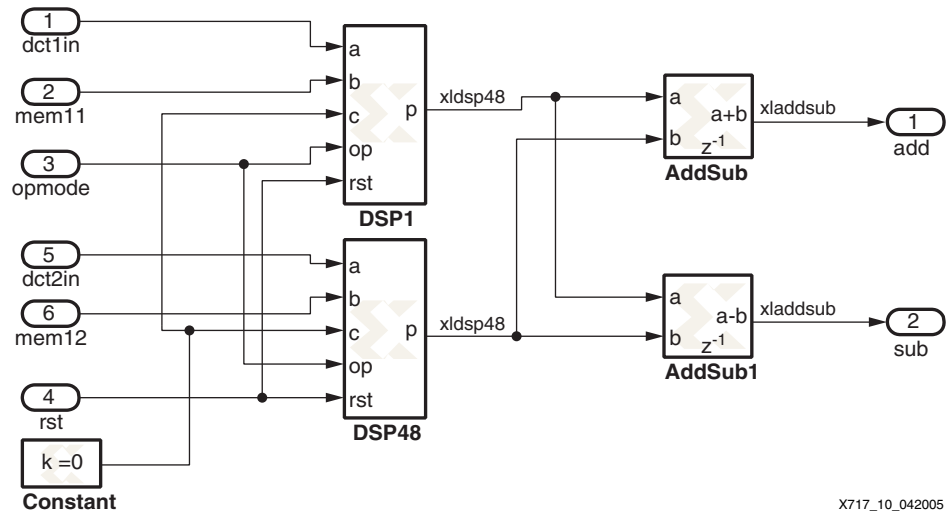 1
dct1in
2
mem11
3
opmode
5
dct2in
6
mem12
4
rst
k =0
Constant
a
b
c
op
rst
p
DSP1
xldsp48
a
b
c
op
rst
p
DSP48
xldsp48
a
b
a+b
z-1
AddSub
xladdsub
a
b
a-b
z-1
AddSub1
xladdsub
1
add
2
sub
X717_10_042005